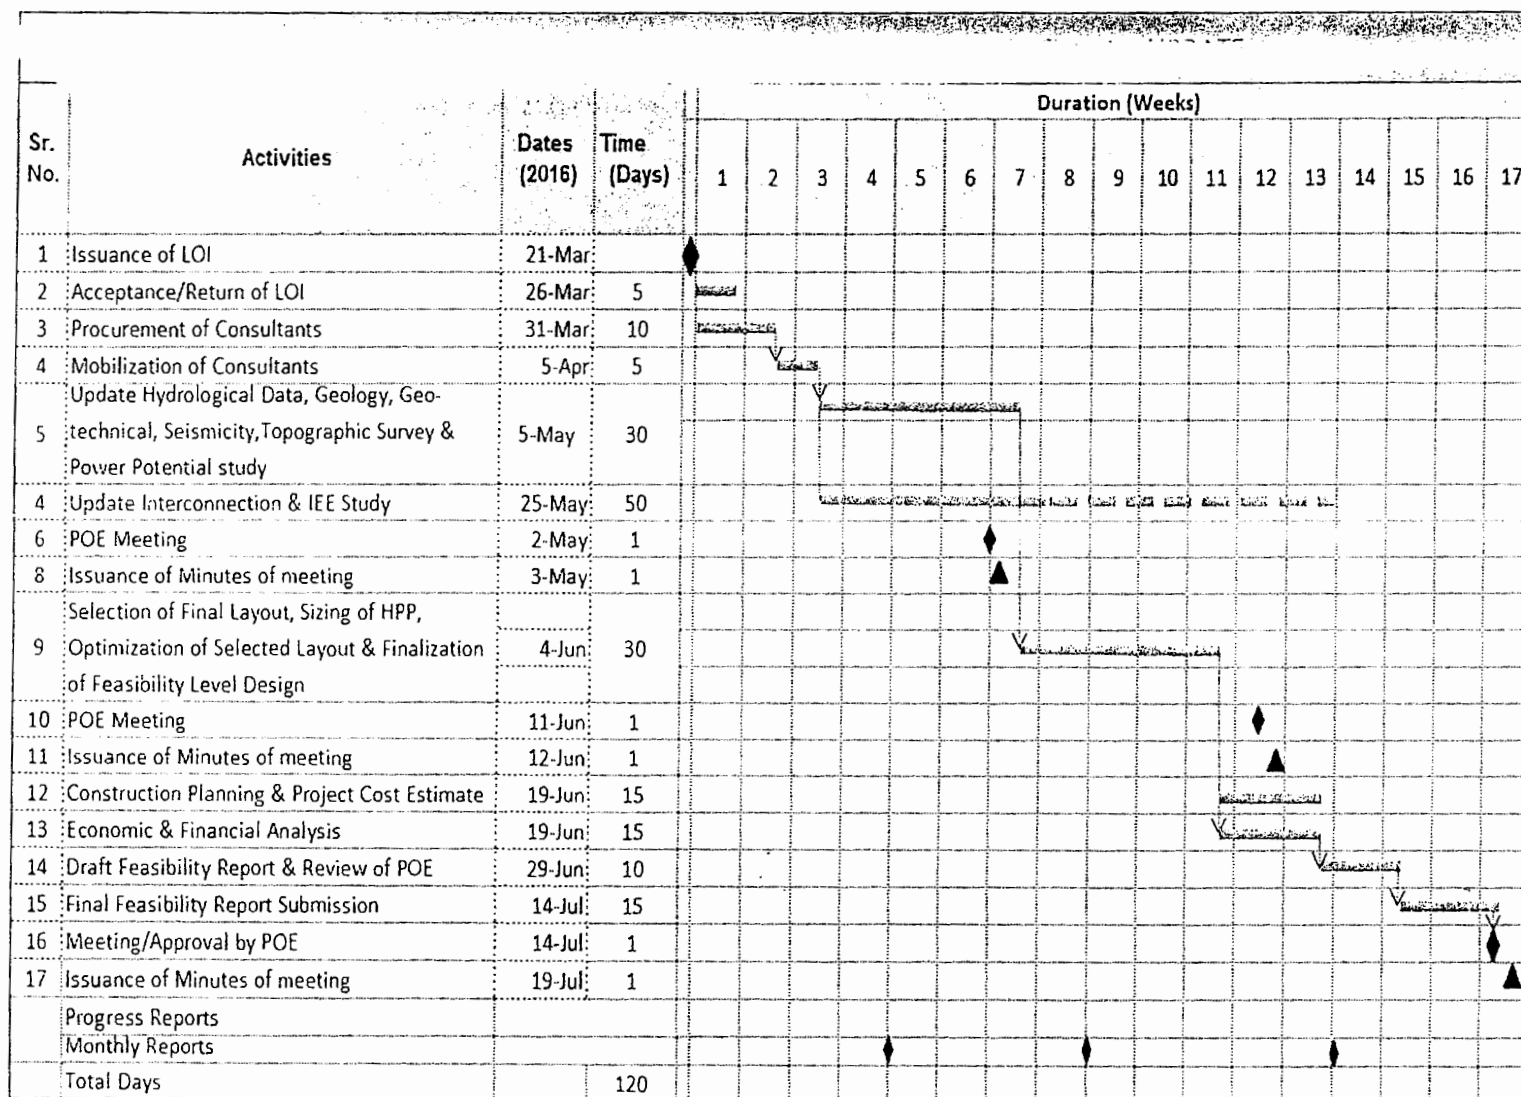 Duration (Weeks)
Sr. No. Activities Dates (2016) Time (Days) 1 2 3 4 5 6 7 8 9 10 11 12 13 14 15 16 17
1 Issuance of LOI 21-Mar
2 Acceptance/Return of LOI 26-Mar 5
3 Procurement of Consultants 31-Mar 10
4 Mobilization of Consultants 5-Apr 5
Update Hydrological Data, Geology, Geo-
5 technical, Seismicity,Topographic Survey & 5-May 30
Power Potential study
4 Update Interconnection & IEE Study 25-May 50
6 POE Meeting 2-May 1
8 Issuance of Minutes of meeting 3-May 1
Selection of Final Layout, Sizing of HPP,
9 Optimization of Selected Layout & Finalization 4-Jun 30
of Feasibility Level Design
10 POE Meeting 11-Jun 1
11 Issuance of Minutes of meeting 12-Jun 1
12 Construction Planning & Project Cost Estimate 19-Jun 15
13 Economic & Financial Analysis 19-Jun 15
14 Draft Feasibility Report & Review of POE 29-Jun 10
15 Final Feasibility Report Submission 14-Jul 15
16 Meeting/Approval by POE 14-Jul 1
17 Issuance of Minutes of meeting 19-Jul 1
Progress Reports
Monthly Reports
Total Days 120